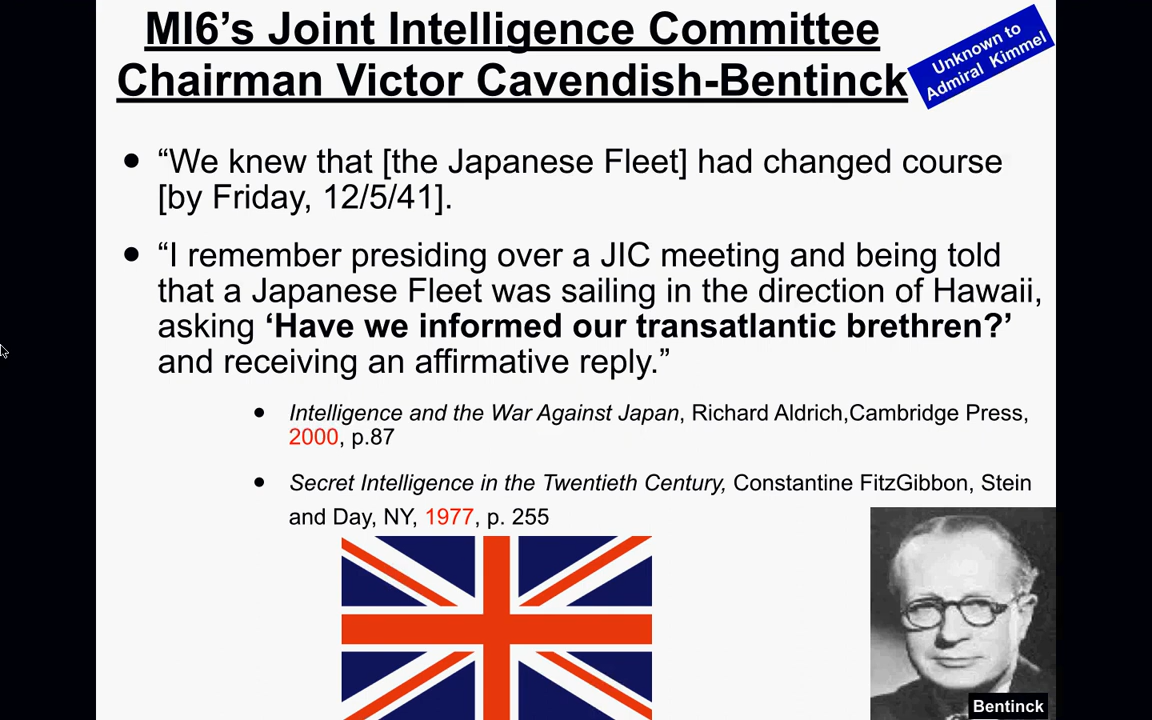 MI6’s Joint Intelligence Committee
Chairman Victor Cavendish-Bentinck
Unknown to
Admiral Kimmel
• “We knew that [the Japanese Fleet] had changed course
[by Friday, 12/5/41].
• “I remember presiding over a JIC meeting and being told
that a Japanese Fleet was sailing in the direction of Hawaii,
asking ‘Have we informed our transatlantic brethren?’
and receiving an affirmative reply.”
• Intelligence and the War Against Japan, Richard Aldrich,Cambridge Press,
2000, p.87
• Secret Intelligence in the Twentieth Century, Constantine FitzGibbon, Stein
and Day, NY, 1977, p. 255
Bentinck